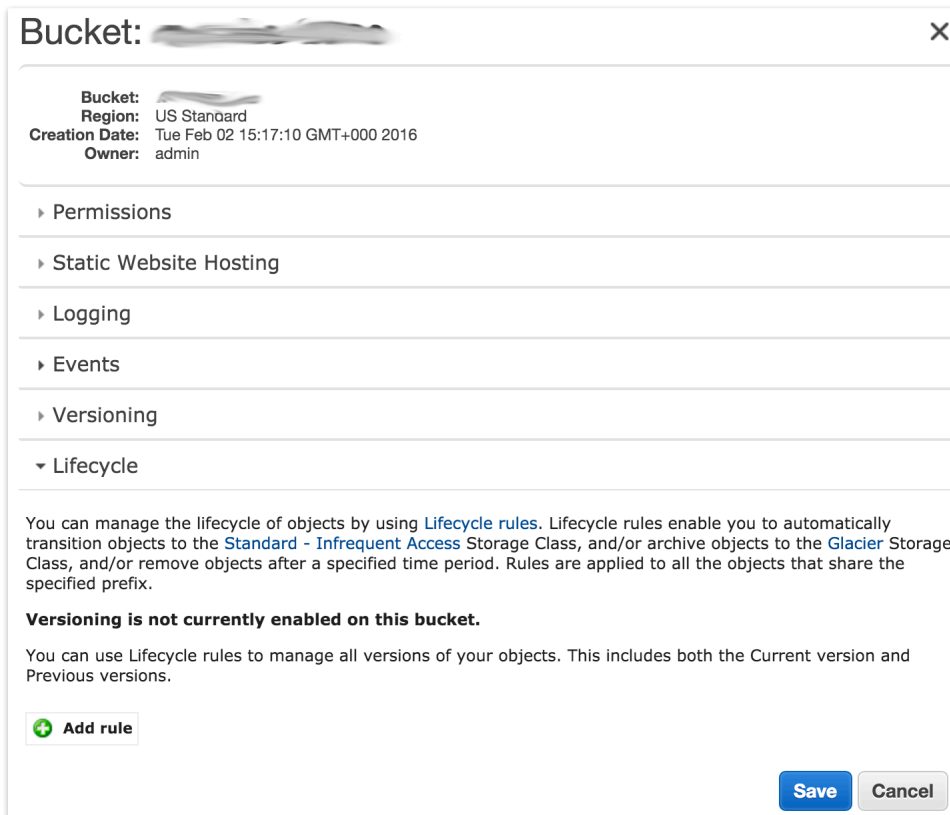 Bucket:
Bucket:
Region: US Standard
Creation Date: Tue Feb 02 15:17:10 GMT+000 2016
Owner: admin
Permissions
Static Website Hosting
Logging
Events
Versioning
Lifecycle
You can manage the lifecycle of objects by using Lifecycle rules. Lifecycle rules enable you to automatically
transition objects to the Standard - Infrequent Access Storage Class, and/or archive objects to the Glacier Storage
Class, and/or remove objects after a specified time period. Rules are applied to all the objects that share the
specified prefix.
Versioning is not currently enabled on this bucket.
You can use Lifecycle rules to manage all versions of your objects. This includes both the Current version and
Previous versions.
Add rule
Save Cancel